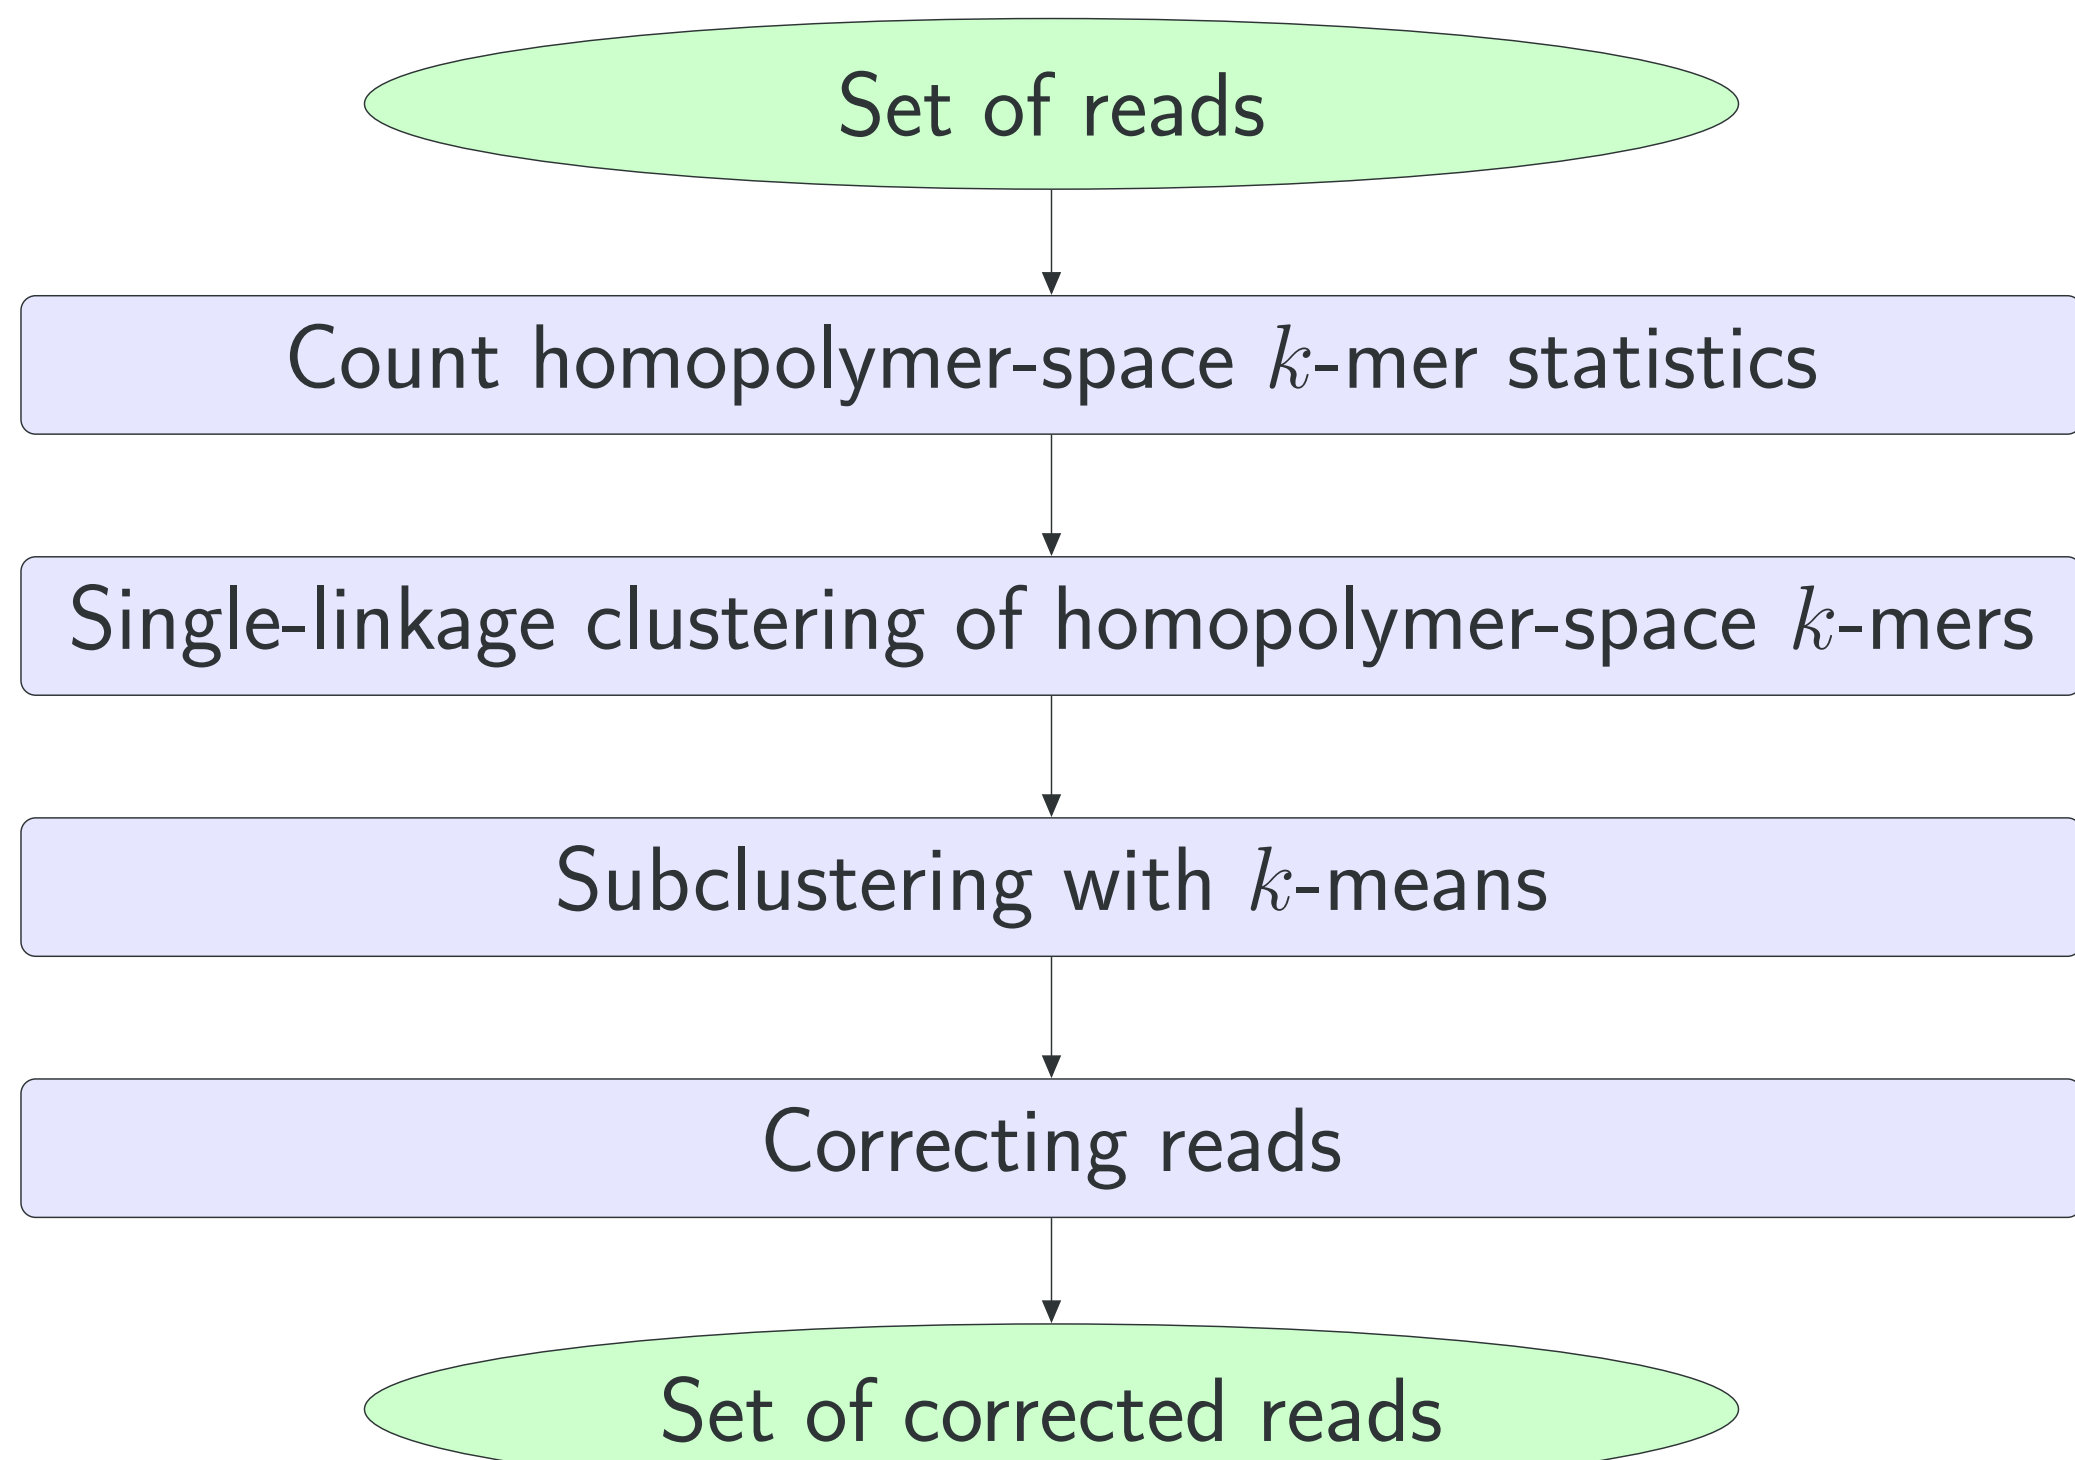 Set of reads
Count homopolymer-space k-mer statistics
Single-linkage clustering of homopolymer-space k-mers
Subclustering with k-means
Correcting reads
Set of corrected reads